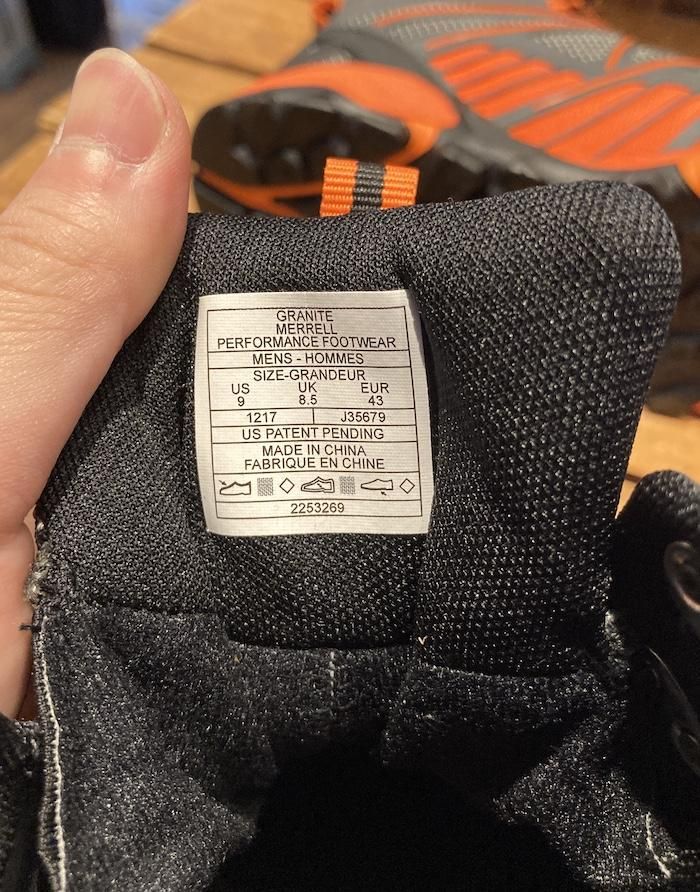 GRANITE
MERRELL
PERFORMANCE FOOTWEAR
MENS - HOMMES
SIZE-GRANDEUR
US UK EUR
9 8.5 43
1217 J35679
US PATENT PENDING
MADE IN CHINA
FABRIQUE EN CHINE
2253269